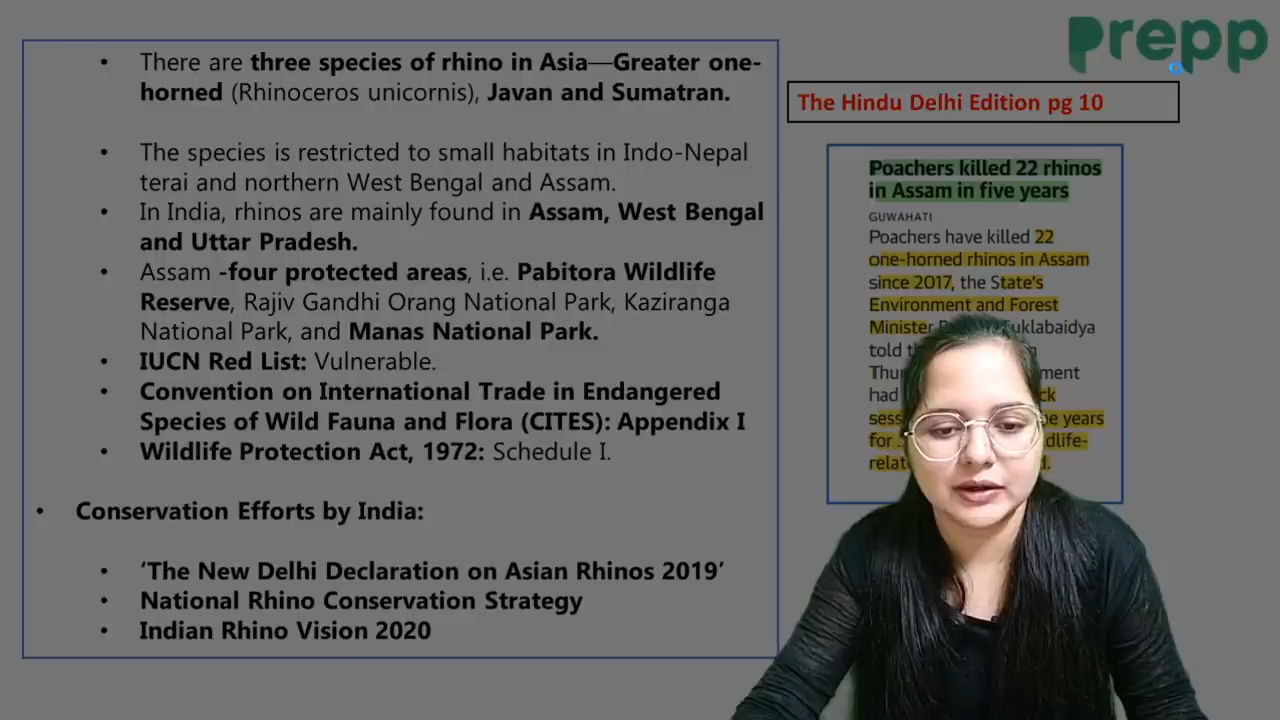 • There are three species of rhino in Asia—Greater one-
horned (Rhinoceros unicornis), Javan and Sumatran.
• The species is restricted to small habitats in Indo-Nepal
terai and northern West Bengal and Assam.
• In India, rhinos are mainly found in Assam, West Bengal
and Uttar Pradesh.
• Assam -four protected areas, i.e. Pabitora Wildlife
Reserve, Rajiv Gandhi Orang National Park, Kaziranga
National Park, and Manas National Park.
• IUCN Red List: Vulnerable.
• Convention on International Trade in Endangered
Species of Wild Fauna and Flora (CITES): Appendix I
• Wildlife Protection Act, 1972: Schedule I.
• Conservation Efforts by India:
• ‘The New Delhi Declaration on Asian Rhinos 2019’
• National Rhino Conservation Strategy
• Indian Rhino Vision 2020
prepp
The Hindu Delhi Edition pg 10
Poachers killed 22 rhinos
in Assam in five years
GUWAHATI
Poachers have killed 22
one-horned rhinos in Assam
since 2017, the State's
Environment and Forest
Minister
told
had
years
for